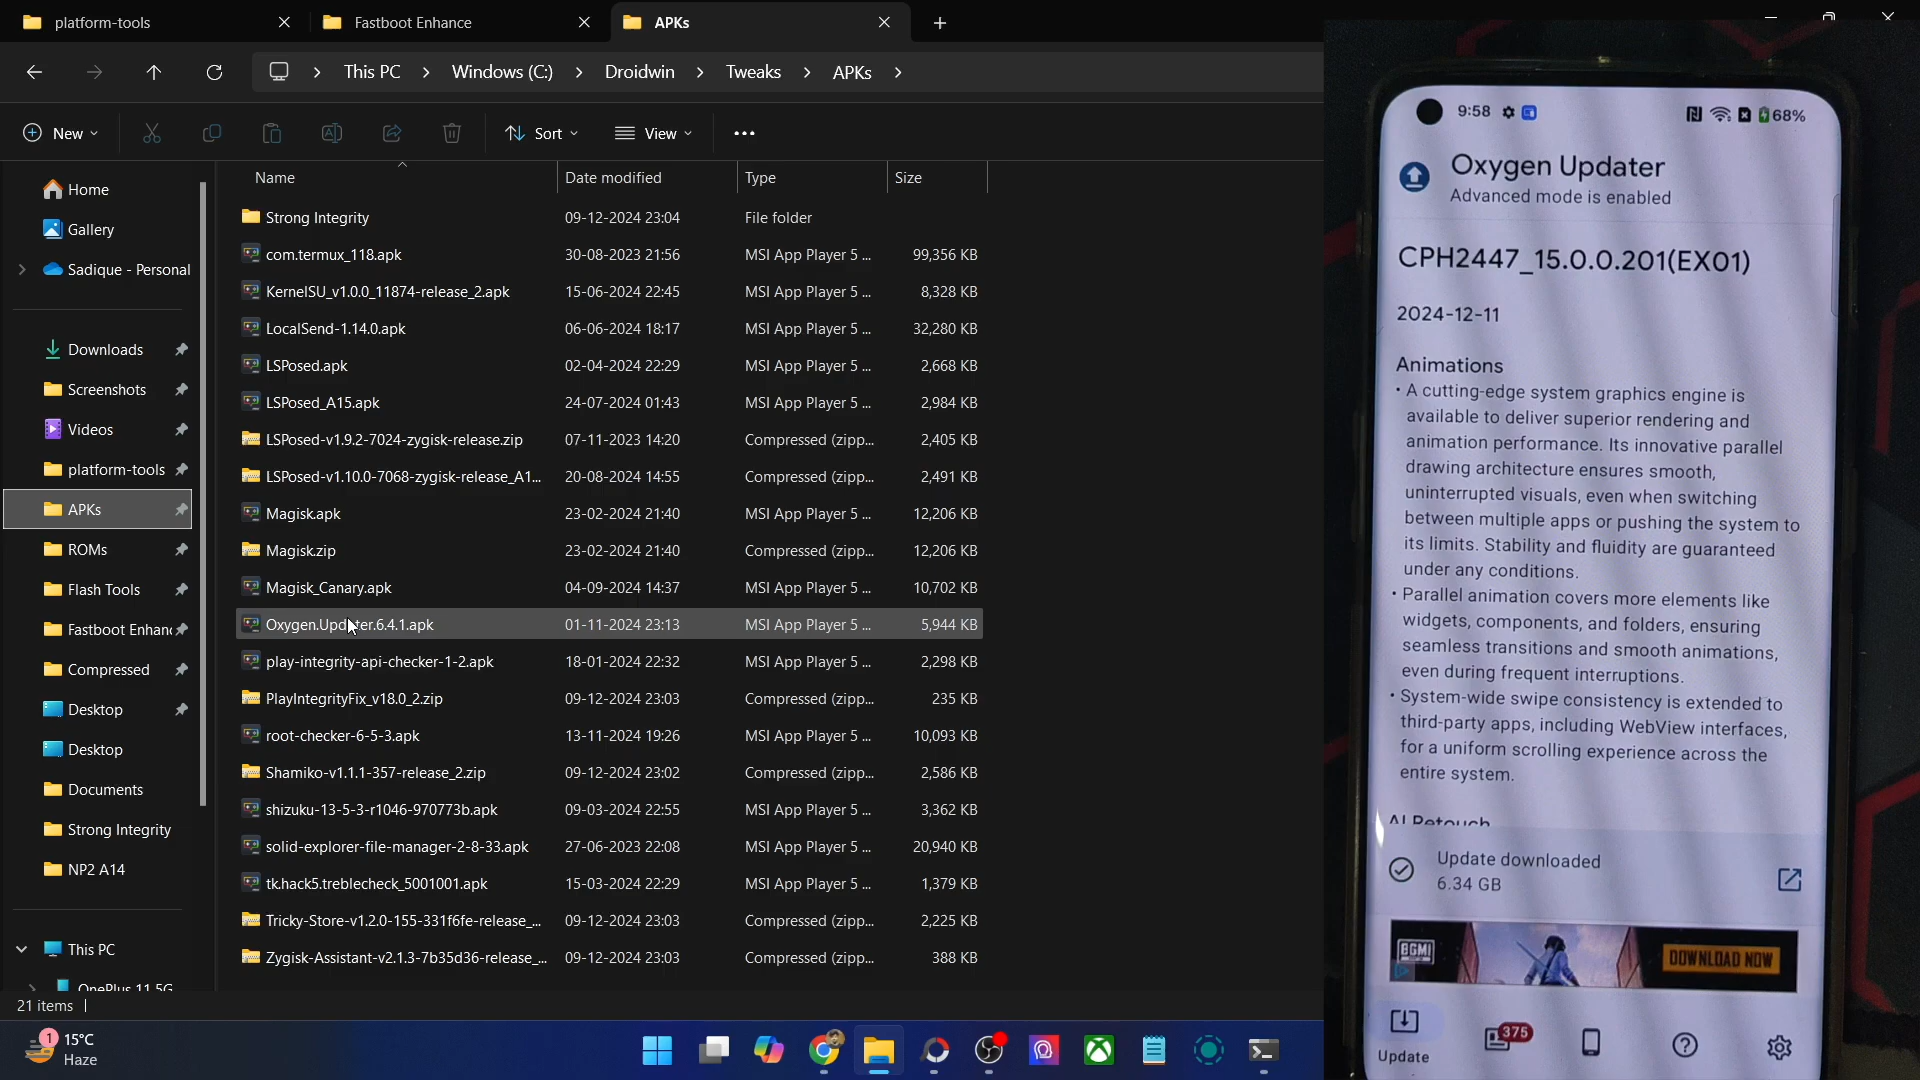 platform-tools
Fastboot Enhance
APKs
This PC
Windows (C:)
Droidwin
Tweaks
APKs
New
Sort
View
Name
Date modified
Type
Size
Strong Integrity 09-12-2024 23:04 File folder
com.termux_118.apk 30-08-2023 21:56 MSI App Player 5 ... 99,356 KB
KernelSU_v1.0.0_11874-release_2.apk 15-06-2024 22:45 MSI App Player 5 ... 8,328 KB
LocalSend-1.14.0.apk 06-06-2024 18:17 MSI App Player 5 ... 32,280 KB
LSPosed.apk 02-04-2024 22:29 MSI App Player 5 ... 2,668 KB
LSPosed_A15.apk 24-07-2024 01:43 MSI App Player 5 ... 2,984 KB
LSPosed-v1.9.2-7024-zygisk-release.zip 07-11-2023 14:20 Compressed (zipp... 2,405 KB
LSPosed-v1.10.0-7068-zygisk-release_A1... 20-08-2024 14:55 Compressed (zipp... 2,491 KB
Magisk.apk 23-02-2024 21:40 MSI App Player 5 ... 12,206 KB
Magisk.zip 23-02-2024 21:40 Compressed (zipp... 12,206 KB
Magisk_Canary.apk 04-09-2024 14:37 MSI App Player 5 ... 10,702 KB
Oxygen.Updater.6.4.1.apk 01-11-2024 23:13 MSI App Player 5 ... 5,944 KB
play-integrity-api-checker-1-2.apk 18-01-2024 22:32 MSI App Player 5 ... 2,298 KB
PlayIntegrityFix_v18.0_2.zip 09-12-2024 23:03 Compressed (zipp... 235 KB
root-checker-6-5-3.apk 13-11-2024 19:26 MSI App Player 5 ... 10,093 KB
Shamiko-v1.1.1-357-release_2.zip 09-12-2024 23:02 Compressed (zipp... 2,586 KB
shizuku-13-5-3-r1046-970773b.apk 09-03-2024 22:55 MSI App Player 5 ... 3,362 KB
solid-explorer-file-manager-2-8-33.apk 27-06-2023 22:08 MSI App Player 5 ... 20,940 KB
tk.hack5.treblecheck_5001001.apk 15-03-2024 22:29 MSI App Player 5 ... 1,379 KB
Tricky-Store-v1.2.0-155-331f6fe-release_... 09-12-2024 23:03 Compressed (zipp... 2,225 KB
Zygisk-Assistant-v2.1.3-7b35d36-release_... 09-12-2024 23:03 Compressed (zipp... 388 KB
Home
Gallery
Sadique - Personal
Downloads
Screenshots
Videos
platform-tools
APKs
ROMs
Flash Tools
Fastboot Enhanc
Compressed
Desktop
Desktop
Documents
Strong Integrity
NP2 A14
This PC
OnePlus 11 5G
21 items
1
15°C
Haze
9:58
68%
Oxygen Updater
Advanced mode is enabled
CPH2447_15.0.0.201(EX01)
2024-12-11
Animations
• A cutting-edge system graphics engine is
available to deliver superior rendering and
animation performance. Its innovative parallel
drawing architecture ensures smooth,
uninterrupted visuals, even when switching
between multiple apps or pushing the system to
its limits. Stability and fluidity are guaranteed
under any conditions.
• Parallel animation covers more elements like
widgets, components, and folders, ensuring
seamless transitions and smooth animations,
even during frequent interruptions.
• System-wide swipe consistency is extended to
third-party apps, including WebView interfaces,
for a uniform scrolling experience across the
entire system.
AI Retouch
Update downloaded
6.34 GB
BGMI
DOWNLOAD NOW
375
Update